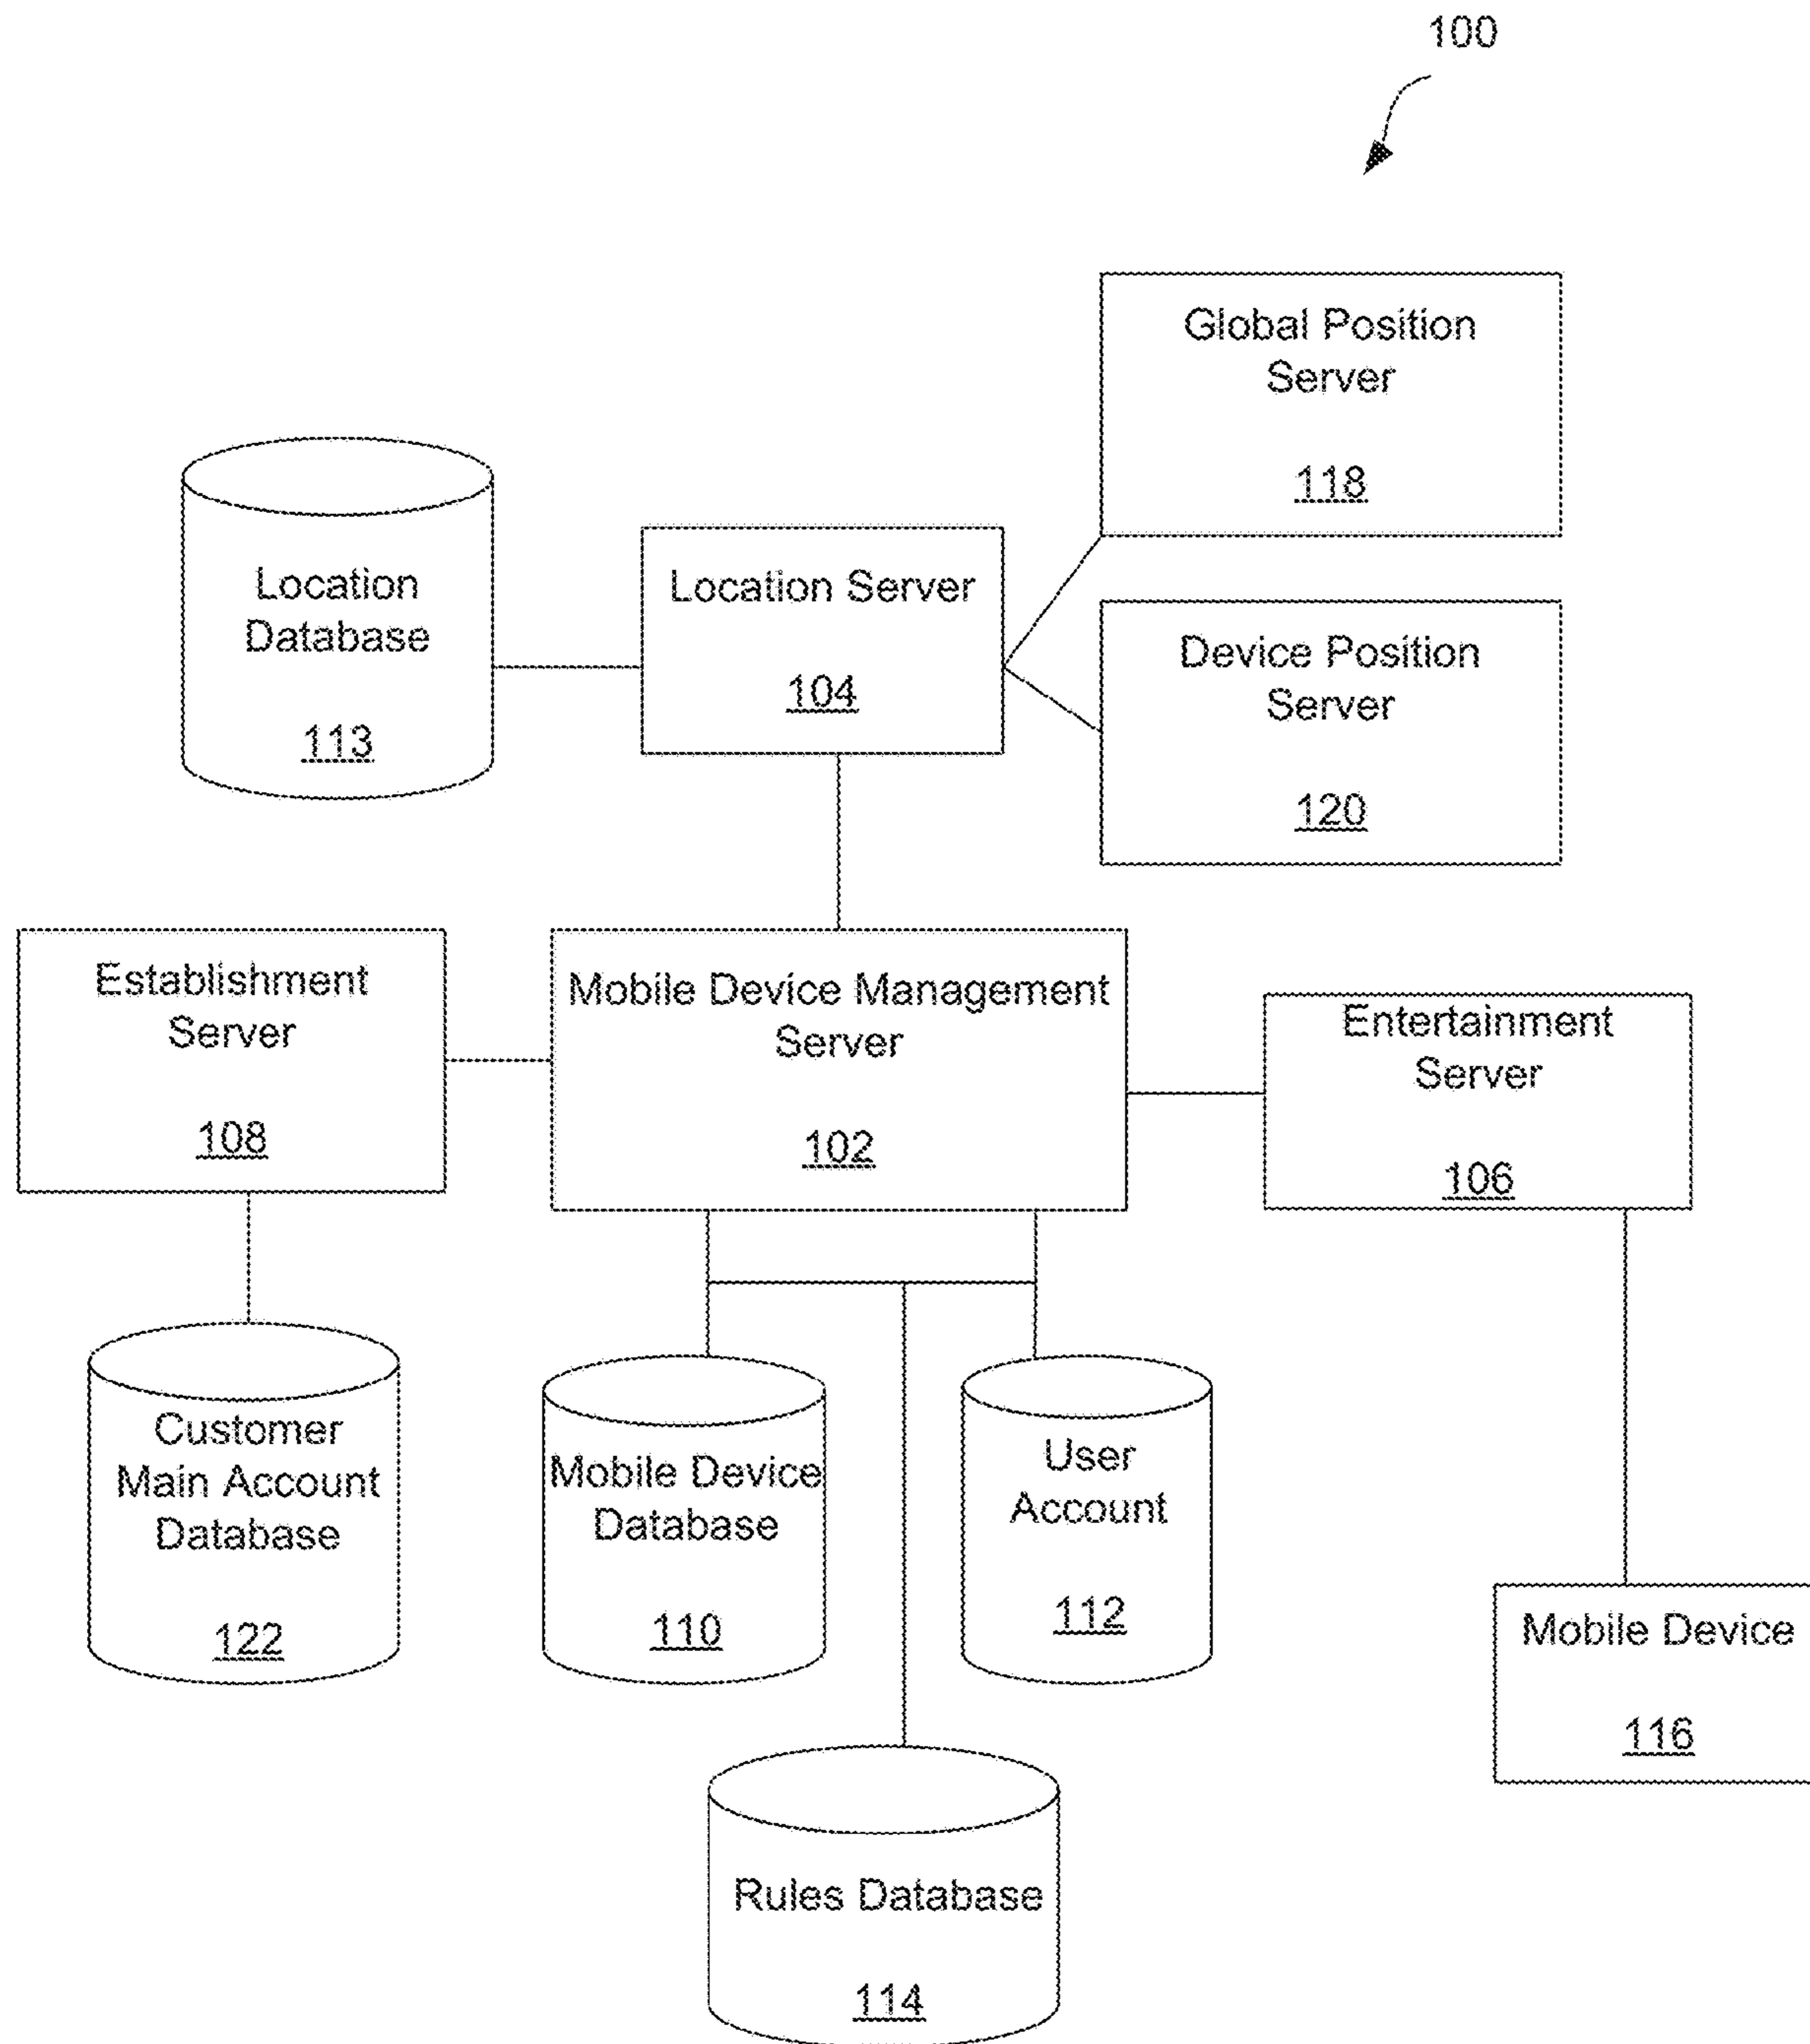 100
Global Position
Server
118
Location
Database
113
Location Server
104
Device Position
Server
120
Establishment
Server
108
Mobile Device Management
Server
102
Entertainment
Server
106
Customer
Main Account
Database
122
Mobile Device
Database
110
User
Account
112
Mobile Device
116
Rules Database
114